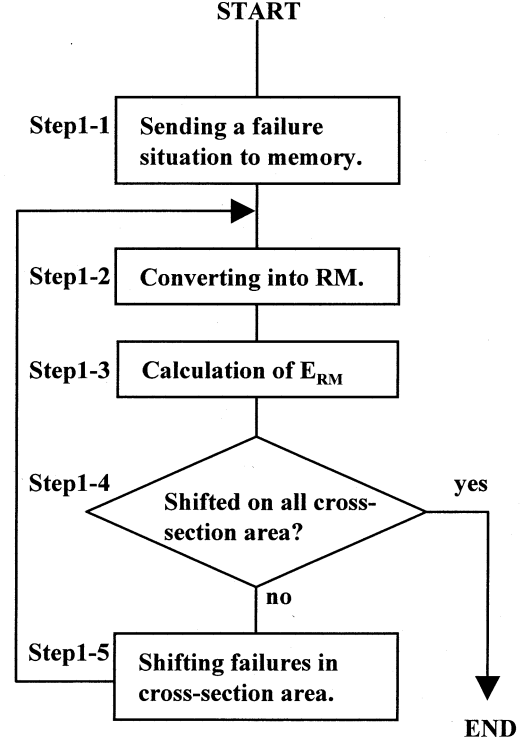 START
Step1-1
Sending a failure
situation to memory.
Step1-2
Converting into RM.
Step1-3
Calculation of E_RM
Step1-4
Shifted on all cross-
section area?
yes
no
Step1-5
Shifting failures in
cross-section area.
END